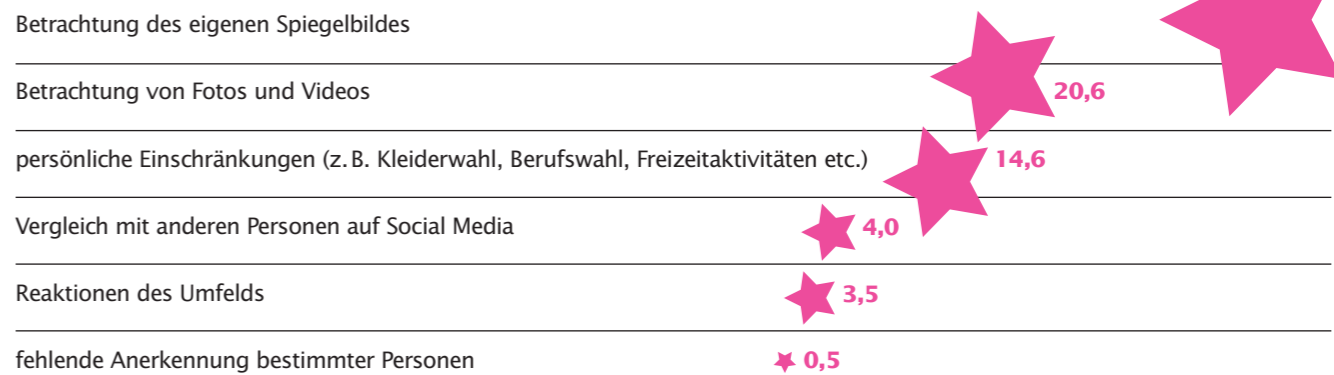 Betrachtung des eigenen Spiegelbildes
Betrachtung von Fotos und Videos 20,6
persönliche Einschränkungen (z. B. Kleiderwahl, Berufswahl, Freizeitaktivitäten etc.) 14,6
Vergleich mit anderen Personen auf Social Media 4,0
Reaktionen des Umfelds 3,5
fehlende Anerkennung bestimmter Personen 0,5